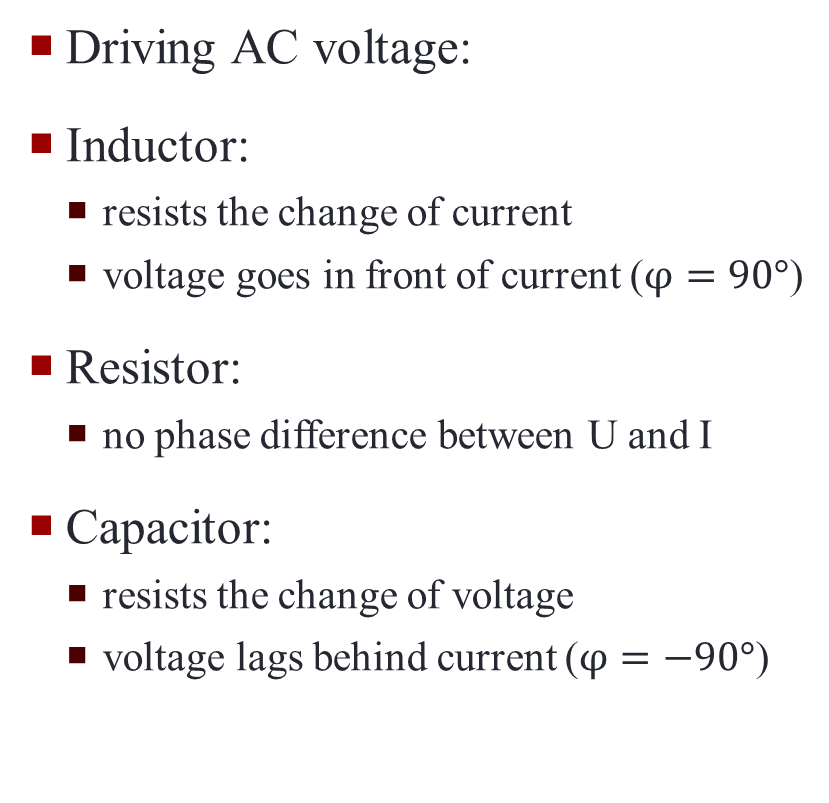 Driving AC voltage:
Inductor:
resists the change of current
voltage goes in front of current (φ = 90°)
Resistor:
no phase difference between U and I
Capacitor:
resists the change of voltage
voltage lags behind current (φ = −90°)